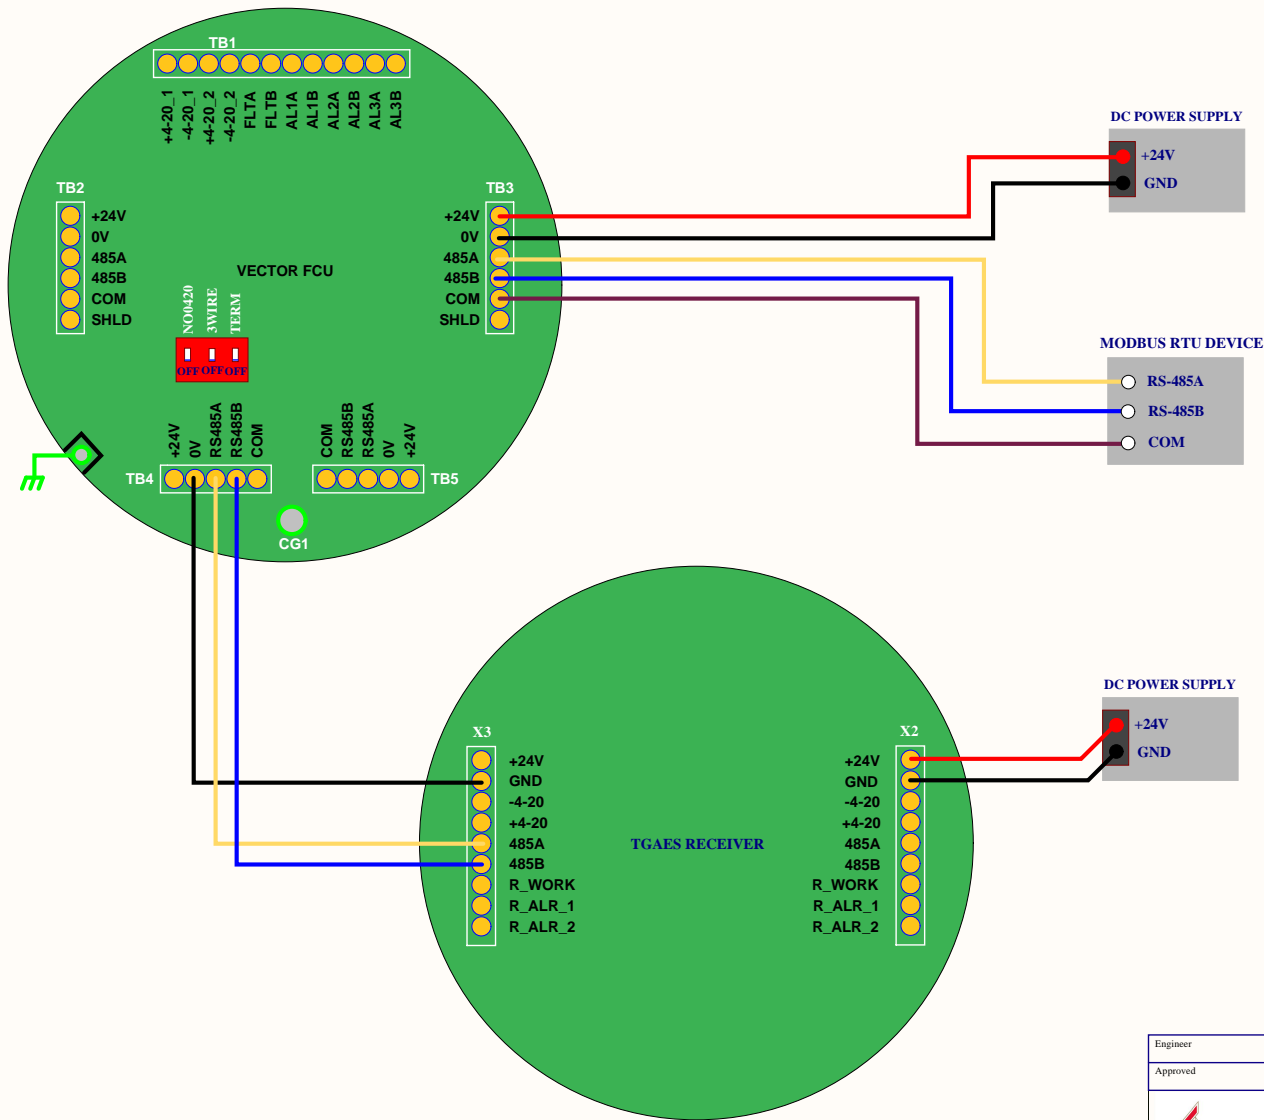 TB1
+4-20_1
-4-20_1
+4-20_2
-4-20_2
FLTA
FLTB
AL1A
AL1B
AL2A
AL2B
AL3A
AL3B
DC POWER SUPPLY
+24V
GND
TB2
+24V
0V
485A
485B
COM
SHLD
VECTOR FCU
TB3
+24V
0V
485A
485B
COM
SHLD
NO0420
3WIRE
TERM
OFF OFF OFF
MODBUS RTU DEVICE
RS-485A
RS-485B
COM
+24V
0V
RS485A
RS485B
COM
TB4
COM
RS485B
RS485A
0V
+24V
TB5
CG1
DC POWER SUPPLY
+24V
GND
X3
+24V
GND
-4-20
+4-20
485A
485B
R_WORK
R_ALR_1
R_ALR_2
TGAES RECEIVER
X2
+24V
GND
-4-20
+4-20
485A
485B
R_WORK
R_ALR_1
R_ALR_2
Engineer
Approved